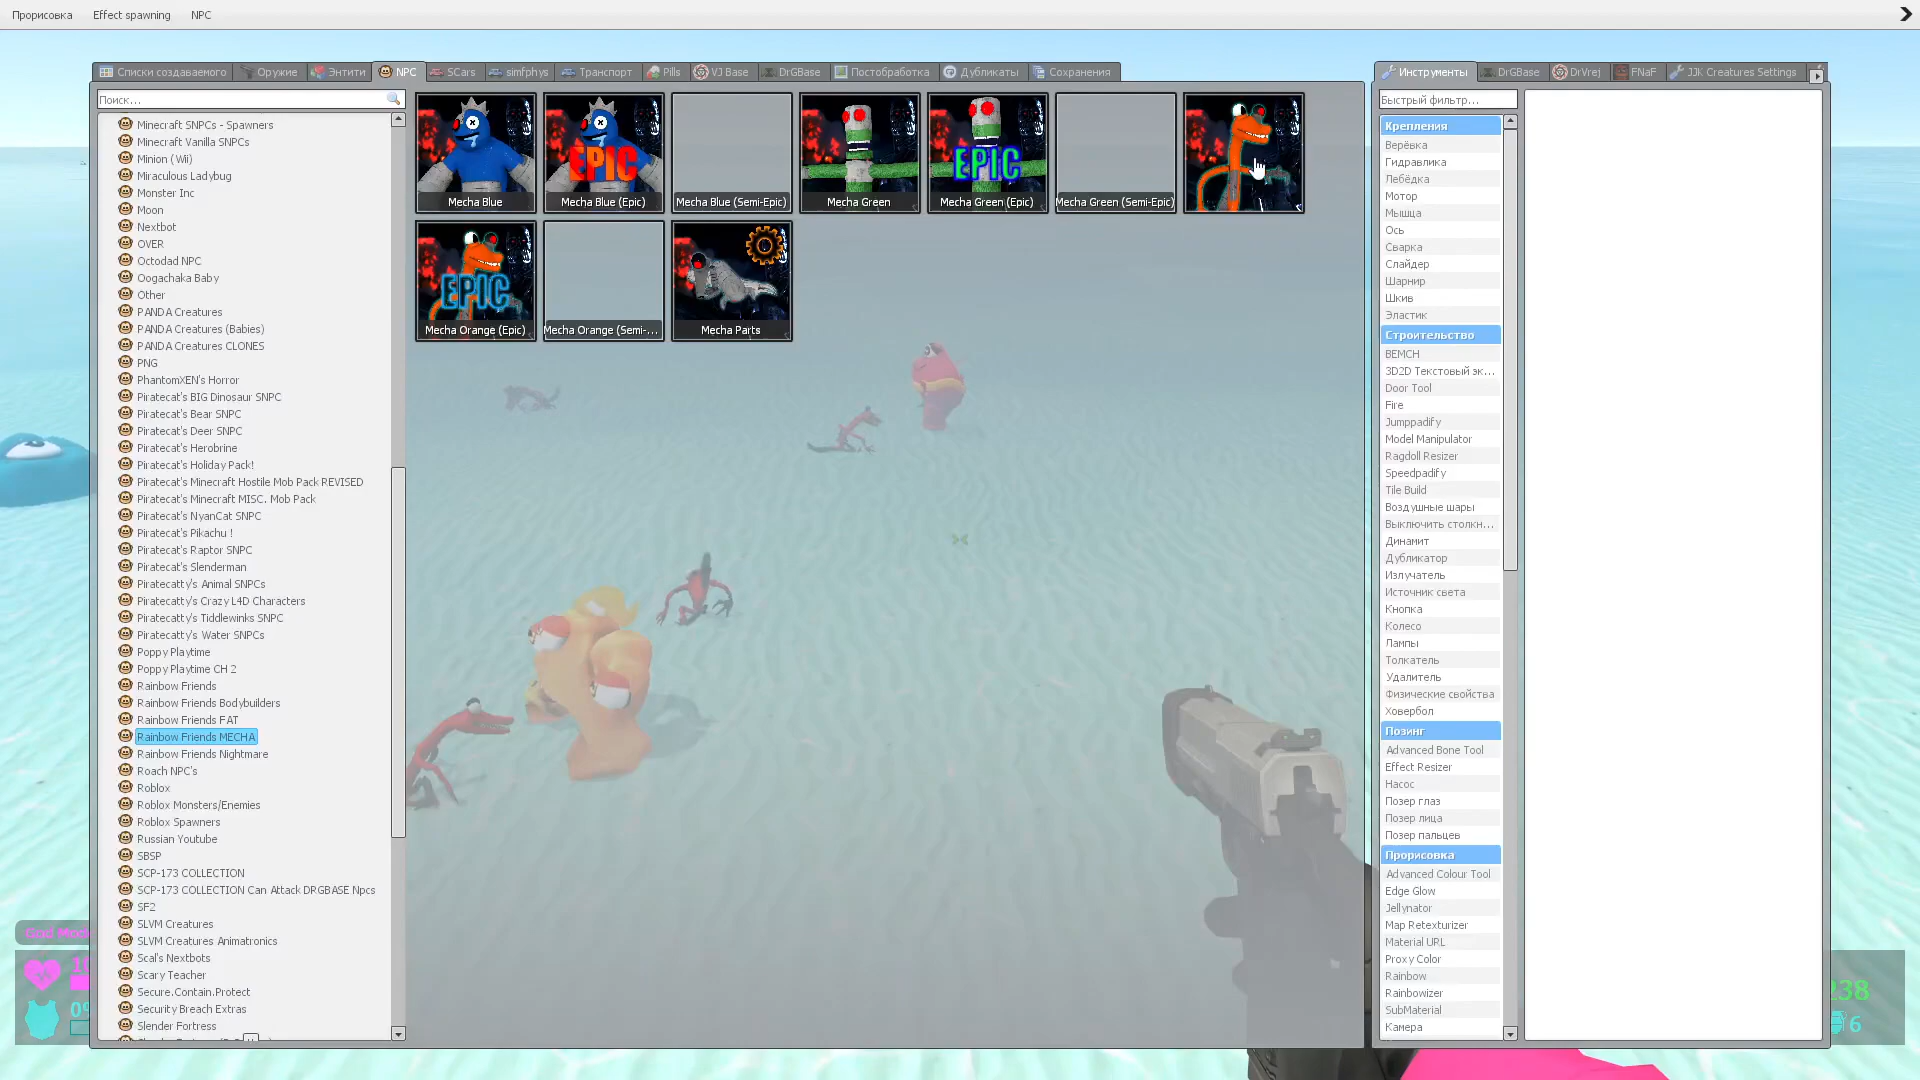 Прорисовка
Effect spawning
NPC
Списки создаваемого
Оружие
Энтити
NPC
SCars
simfphys
Транспорт
Pills
VJ Base
DrGBase
Постобработка
Дубликаты
Сохранения
Инструменты
DrGBase
DrVrej
FNaF
JJK Creatures Settings
Поиск...
Minecraft SNPCs - Spawners
Minecraft Vanilla SNPCs
Minion (Wii)
Miraculous Ladybug
Monster Inc
Moon
Nextbot
OVER
Octodad NPC
Oogachaka Baby
Other
PANDA Creatures
PANDA Creatures (Babies)
PANDA Creatures CLONES
PNG
PhantomXEN's Horror
Piratecat's BIG Dinosaur SNPC
Piratecat's Bear SNPC
Piratecat's Deer SNPC
Piratecat's Herobrine
Piratecat's Holiday Pack!
Piratecat's Minecraft Hostile Mob Pack REVISED
Piratecat's Minecraft MISC. Mob Pack
Piratecat's NyanCat SNPC
Piratecat's Pikachu !
Piratecat's Raptor SNPC
Piratecat's Slenderman
Piratecatty's Animal SNPCs
Piratecatty's Crazy L4D Characters
Piratecatty's Tiddlewinks SNPC
Piratecatty's Water SNPCs
Poppy Playtime
Poppy Playtime CH 2
Rainbow Friends
Rainbow Friends Bodybuilders
Rainbow Friends FAT
Rainbow Friends MECHA
Rainbow Friends Nightmare
Roach NPC's
Roblox
Roblox Monsters/Enemies
Roblox Spawners
Russian Youtube
SBSP
SCP-173 COLLECTION
SCP-173 COLLECTION Can Attack DRGBASE Npcs
SF2
SLVM Creatures
SLVM Creatures Animatronics
Scal's Nextbots
Scary Teacher
Secure.Contain.Protect
Security Breach Extras
Slender Fortress
Mecha Blue
EPIC
Mecha Blue (Epic)
Mecha Blue (Semi-Epic)
Mecha Green
EPIC
Mecha Green (Epic)
Mecha Green (Semi-Epic)
EPIC
Mecha Orange (Epic)
Mecha Orange (Semi-...
Mecha Parts
Быстрый фильтр...
Крепления
Верёвка
Гидравлика
Лебёдка
Мотор
Мышца
Ось
Сварка
Слайдер
Шарнир
Шкив
Эластик
Строительство
BEMCH
3D2D Текстовый эк...
Door Tool
Fire
Jumppadify
Model Manipulator
Ragdoll Resizer
Speedpadify
Tile Build
Воздушные шары
Выключить столкн...
Динамит
Дубликатор
Излучатель
Источник света
Кнопка
Колесо
Лампы
Толкатель
Удалитель
Физические свойства
Ховербол
Позинг
Advanced Bone Tool
Effect Resizer
Насос
Позер глаз
Позер лица
Позер пальцев
Прорисовка
Advanced Colour Tool
Edge Glow
Jellynator
Map Retexturizer
Material URL
Proxy Color
Rainbow
Rainbowizer
SubMaterial
Камера
God Mod
10
0%
238
6